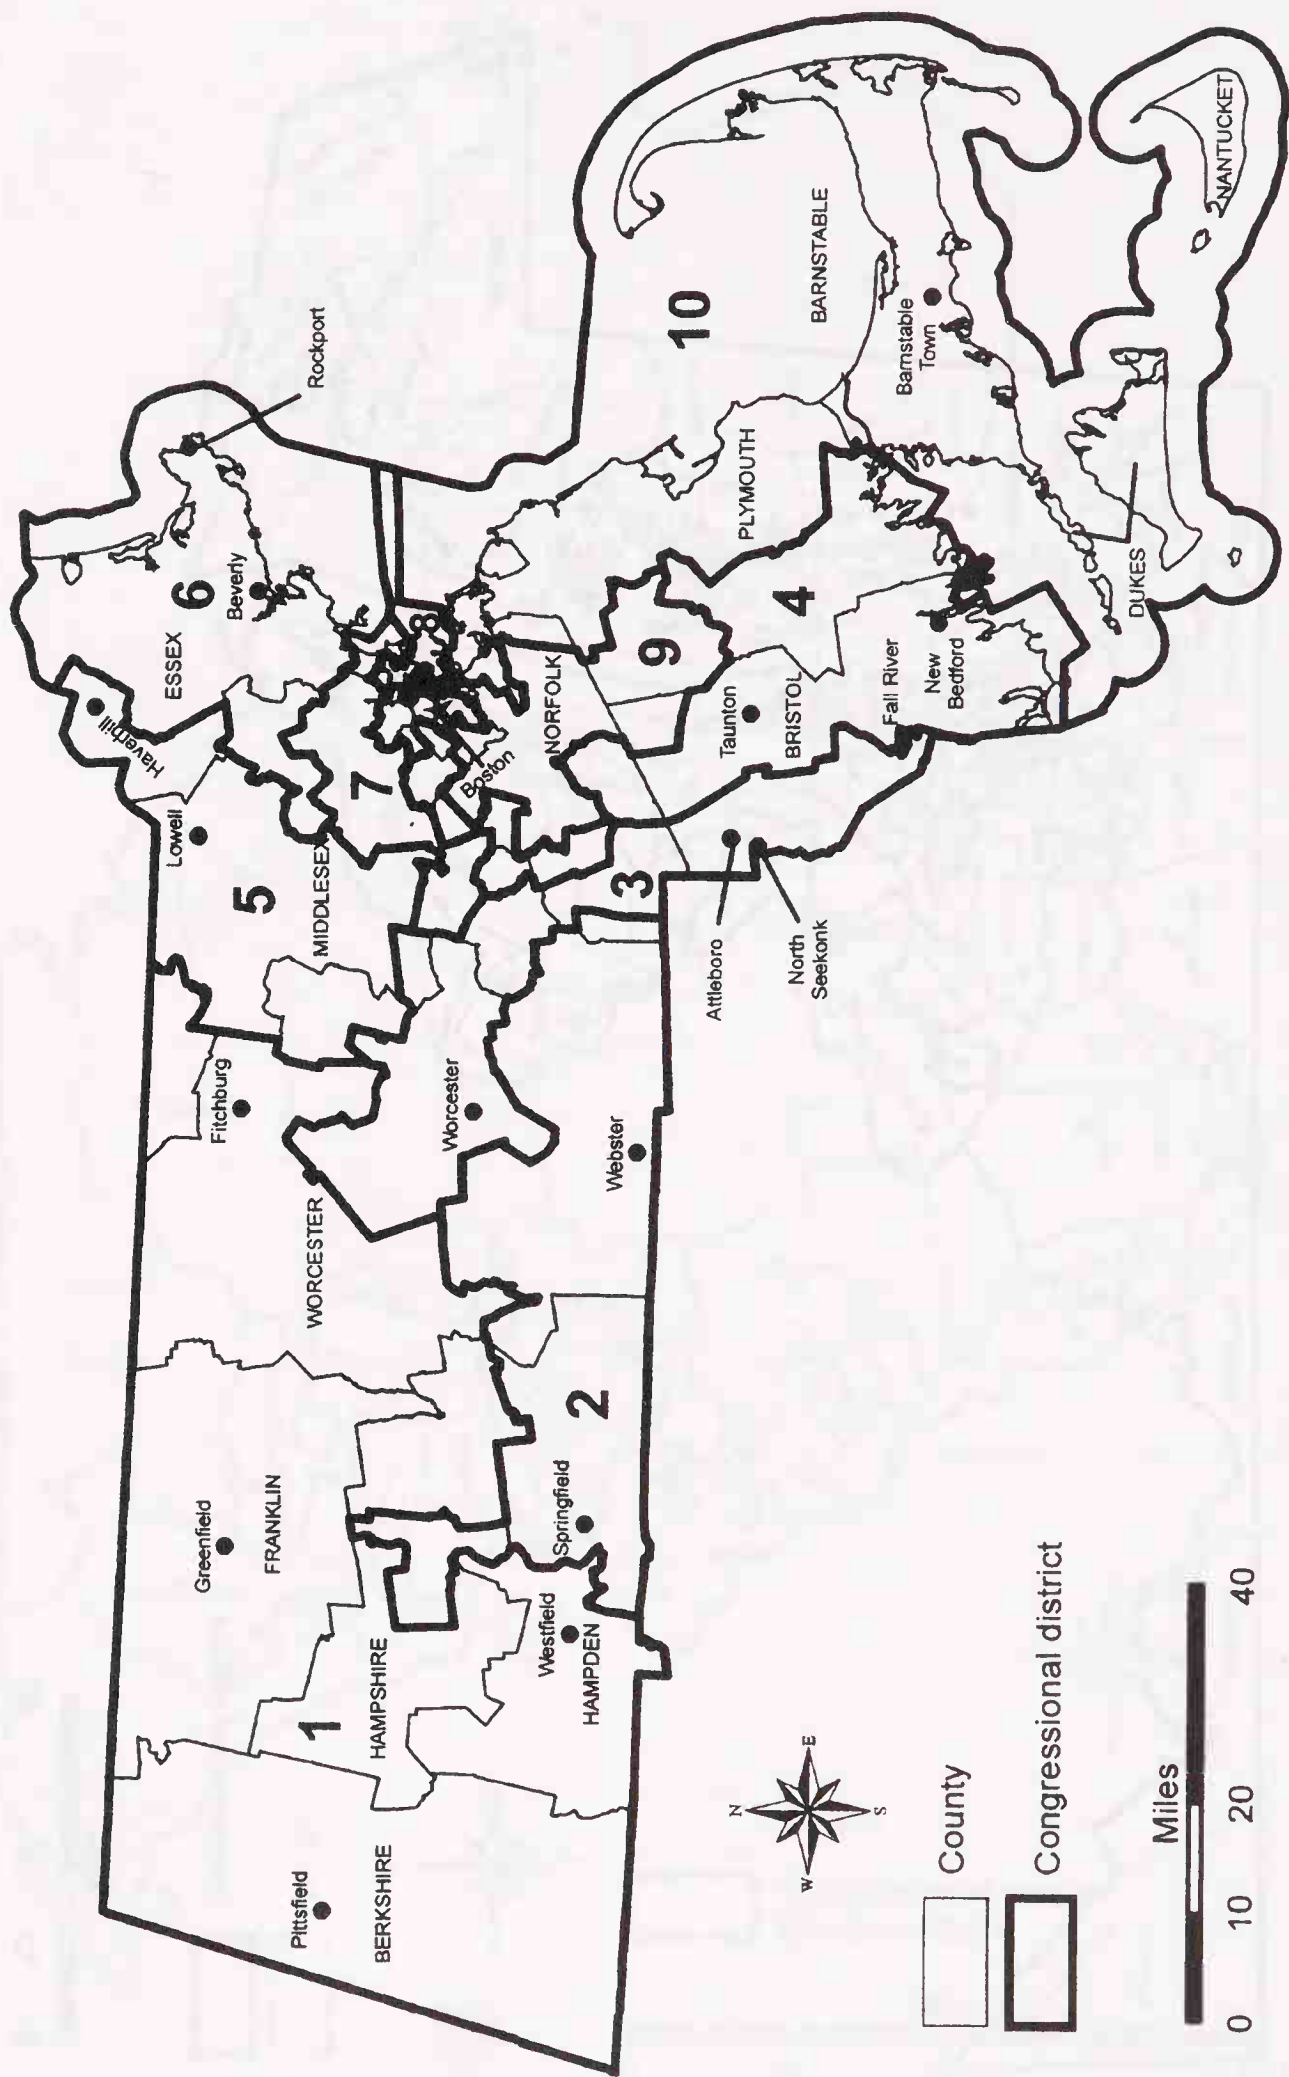 Pittsfield
BERKSHIRE
1
HAMPSHIRE
Greenfield
FRANKLIN
Westfield
HAMPDEN
Springfield
2
WORCESTER
Fitchburg
Worcester
Webster
Lowell
5
MIDDLESEX
Haverhill
ESSEX
6
Beverly
Rockport
7
8
Boston
NORFOLK
3
9
Attleboro
North
Seekonk
Taunton
BRISTOL
4
Fall River
New
Bedford
PLYMOUTH
10
BARNSTABLE
Barnstable
Town
DUKES
NANTUCKET
N
W
E
S
County
Congressional district
Miles
0 10 20 40